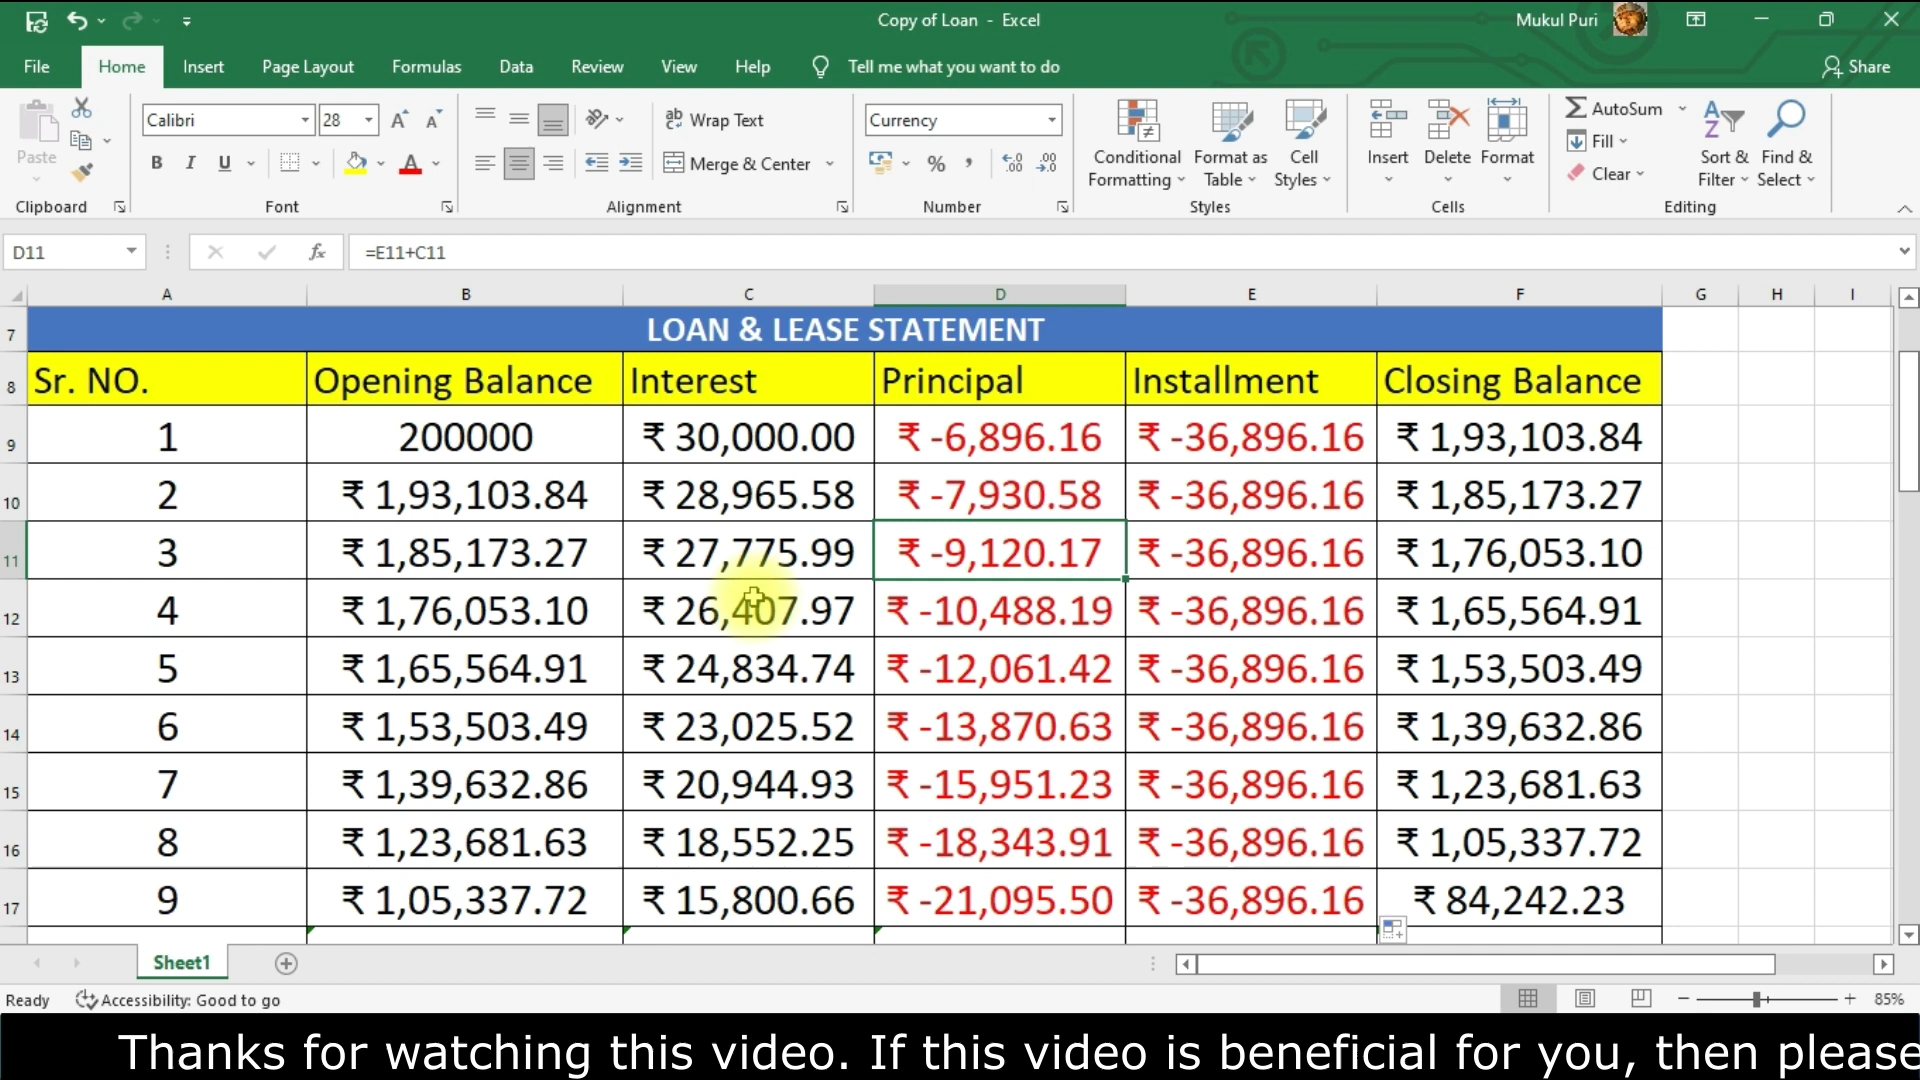 Copy of Loan - Excel
Mukul Puri
File Home Insert Page Layout Formulas Data Review View Help Tell me what you want to do Share
Calibri 28 Wrap Text Currency AutoSum
Paste Fill
B I U Merge & Center % Conditional Formatting Format as Table Cell Styles Insert Delete Format Clear Sort & Filter Find & Select
Clipboard Font Alignment Number Styles Cells Editing
D11 fx =E11+C11
A B C D E F G H I
7 LOAN & LEASE STATEMENT
8 Sr. NO. Opening Balance Interest Principal Installment Closing Balance
9 1 200000 ₹ 30,000.00 ₹ -6,896.16 ₹ -36,896.16 ₹ 1,93,103.84
10 2 ₹ 1,93,103.84 ₹ 28,965.58 ₹ -7,930.58 ₹ -36,896.16 ₹ 1,85,173.27
11 3 ₹ 1,85,173.27 ₹ 27,775.99 ₹ -9,120.17 ₹ -36,896.16 ₹ 1,76,053.10
12 4 ₹ 1,76,053.10 ₹ 26,407.97 ₹ -10,488.19 ₹ -36,896.16 ₹ 1,65,564.91
13 5 ₹ 1,65,564.91 ₹ 24,834.74 ₹ -12,061.42 ₹ -36,896.16 ₹ 1,53,503.49
14 6 ₹ 1,53,503.49 ₹ 23,025.52 ₹ -13,870.63 ₹ -36,896.16 ₹ 1,39,632.86
15 7 ₹ 1,39,632.86 ₹ 20,944.93 ₹ -15,951.23 ₹ -36,896.16 ₹ 1,23,681.63
16 8 ₹ 1,23,681.63 ₹ 18,552.25 ₹ -18,343.91 ₹ -36,896.16 ₹ 1,05,337.72
17 9 ₹ 1,05,337.72 ₹ 15,800.66 ₹ -21,095.50 ₹ -36,896.16 ₹ 84,242.23
Sheet1
Ready Accessibility: Good to go 85%
Thanks for watching this video. If this video is beneficial for you, then please